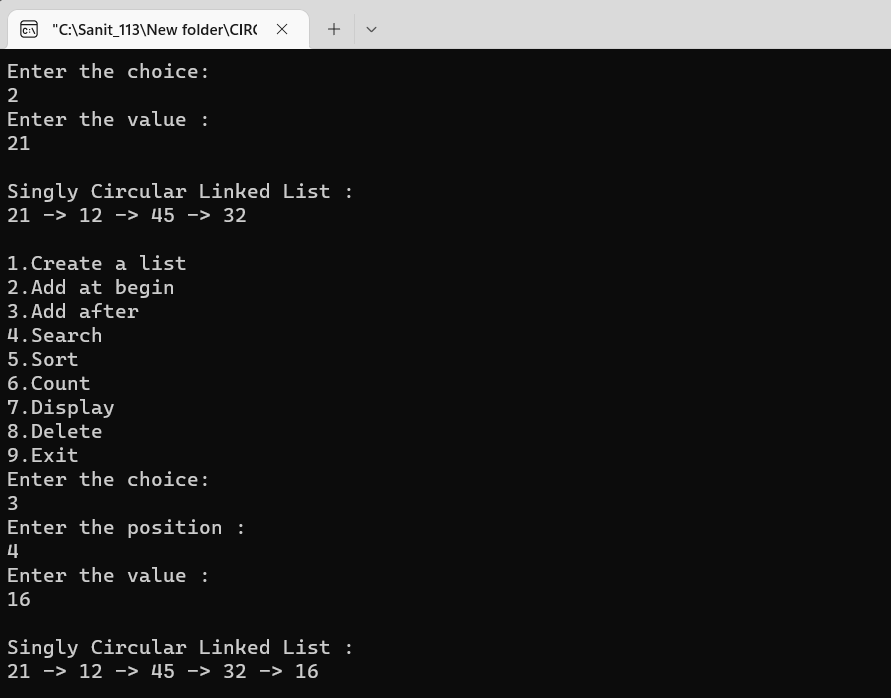 "C:\Sanit_113\New folder\CIRC
Enter the choice:
2
Enter the value :
21
Singly Circular Linked List :
21 -> 12 -> 45 -> 32
1.Create a list
2.Add at begin
3.Add after
4.Search
5.Sort
6.Count
7.Display
8.Delete
9.Exit
Enter the choice:
3
Enter the position :
4
Enter the value :
16
Singly Circular Linked List :
21 -> 12 -> 45 -> 32 -> 16